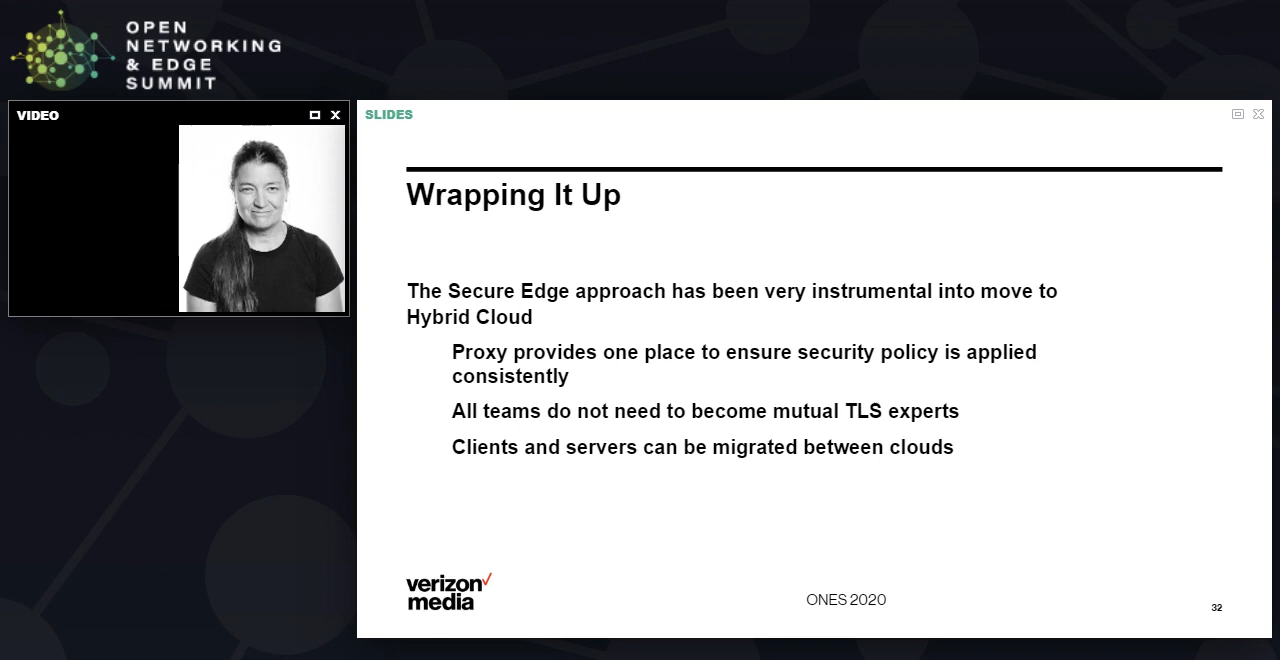 OPEN
NETWORKING
& EDGE
SUMMIT
VIDEO
SLIDES
Wrapping It Up
The Secure Edge approach has been very instrumental into move to
Hybrid Cloud
Proxy provides one place to ensure security policy is applied
consistently
All teams do not need to become mutual TLS experts
Clients and servers can be migrated between clouds
verizon✓
media
ONES 2020
32